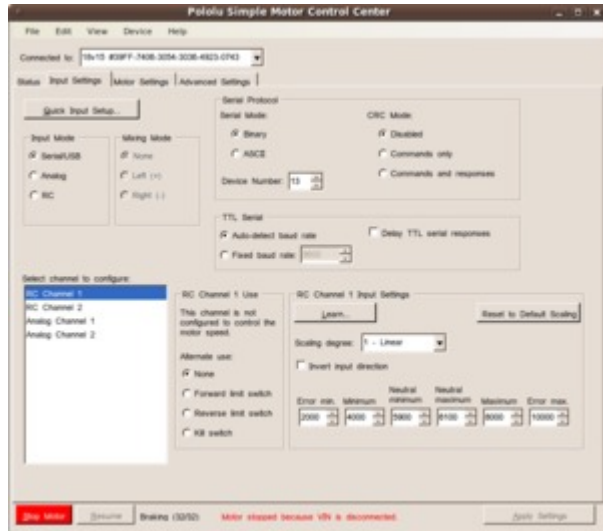 Pololu Simple Motor Control Center
File Edit View Device Help
Connected to: 18v15 #39FF-7406-3054-3036-4923-0743
Status Input Settings Motor Settings Advanced Settings
Quick Input Setup...
Input Mode
Serial/USB
Analog
RC
Mixing Mode
None
Left (+)
Right (-)
Serial Protocol
Serial Mode:
Binary
ASCII
Device Number: 13
CRC Mode:
Disabled
Commands only
Commands and responses
TTL Serial
Auto-detect baud rate
Fixed baud rate:
Delay TTL serial responses
Select channel to configure:
RC Channel 1
RC Channel 2
Analog Channel 1
Analog Channel 2
RC Channel 1 Use
This channel is not
configured to control the
motor speed.
Alternate use:
None
Forward limit switch
Reverse limit switch
Kill switch
RC Channel 1 Input Settings
Learn...
Reset to Default Scaling
Scaling degree: 1 - Linear
Invert input direction
Error min. Minimum Neutral minimum Neutral maximum Maximum Error max.
2000 4000 5900 6100 8000 10000
Stop Motor Resume Braking (32/32) Motor stopped because VIN is disconnected. Apply Settings